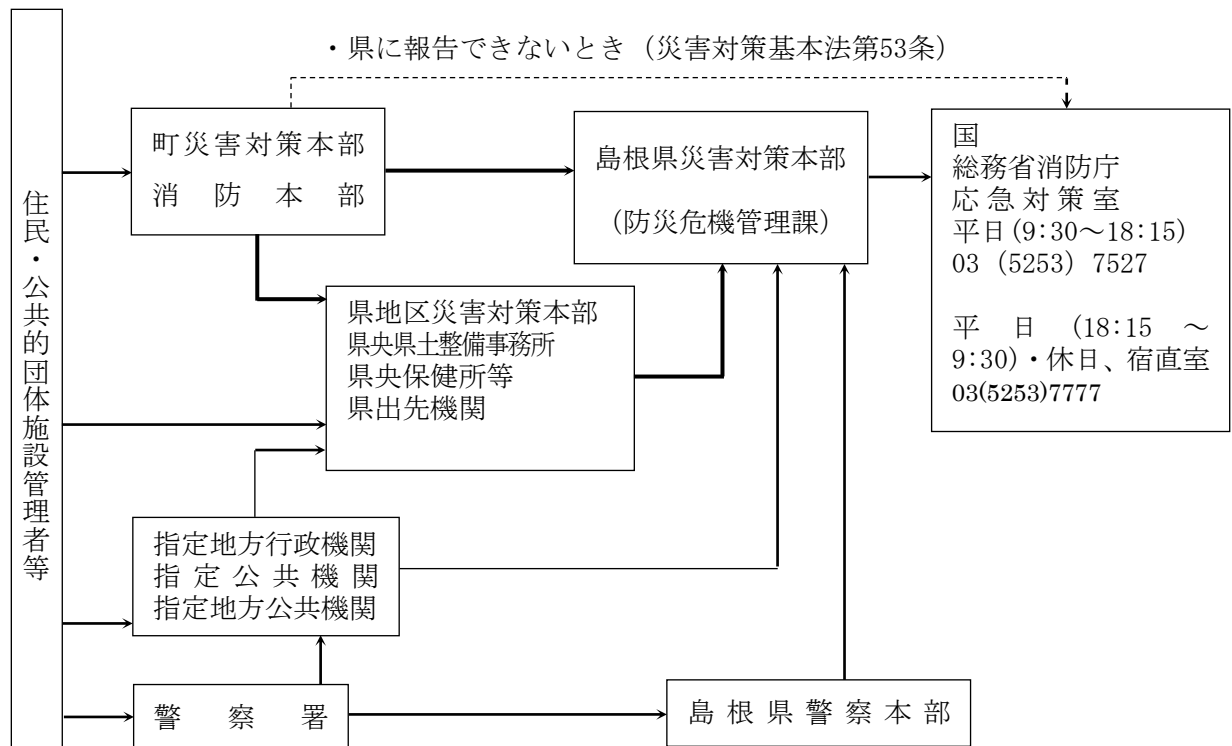 ・県に報告できないとき（災害対策基本法第53条）
住民・公共的団体施設管理者等
町災害対策本部
消防本部
島根県災害対策本部
(防災危機管理課)
国
総務省消防庁
応急対策室
平日(9:30～18:15)
03（5253）7527
平日（18:15～
9:30)・休日、宿直室
03(5253)7777
県地区災害対策本部
県央県土整備事務所
県央保健所等
県出先機関
指定地方行政機関
指定公共機関
指定地方公共機関
警察署
島根県警察本部